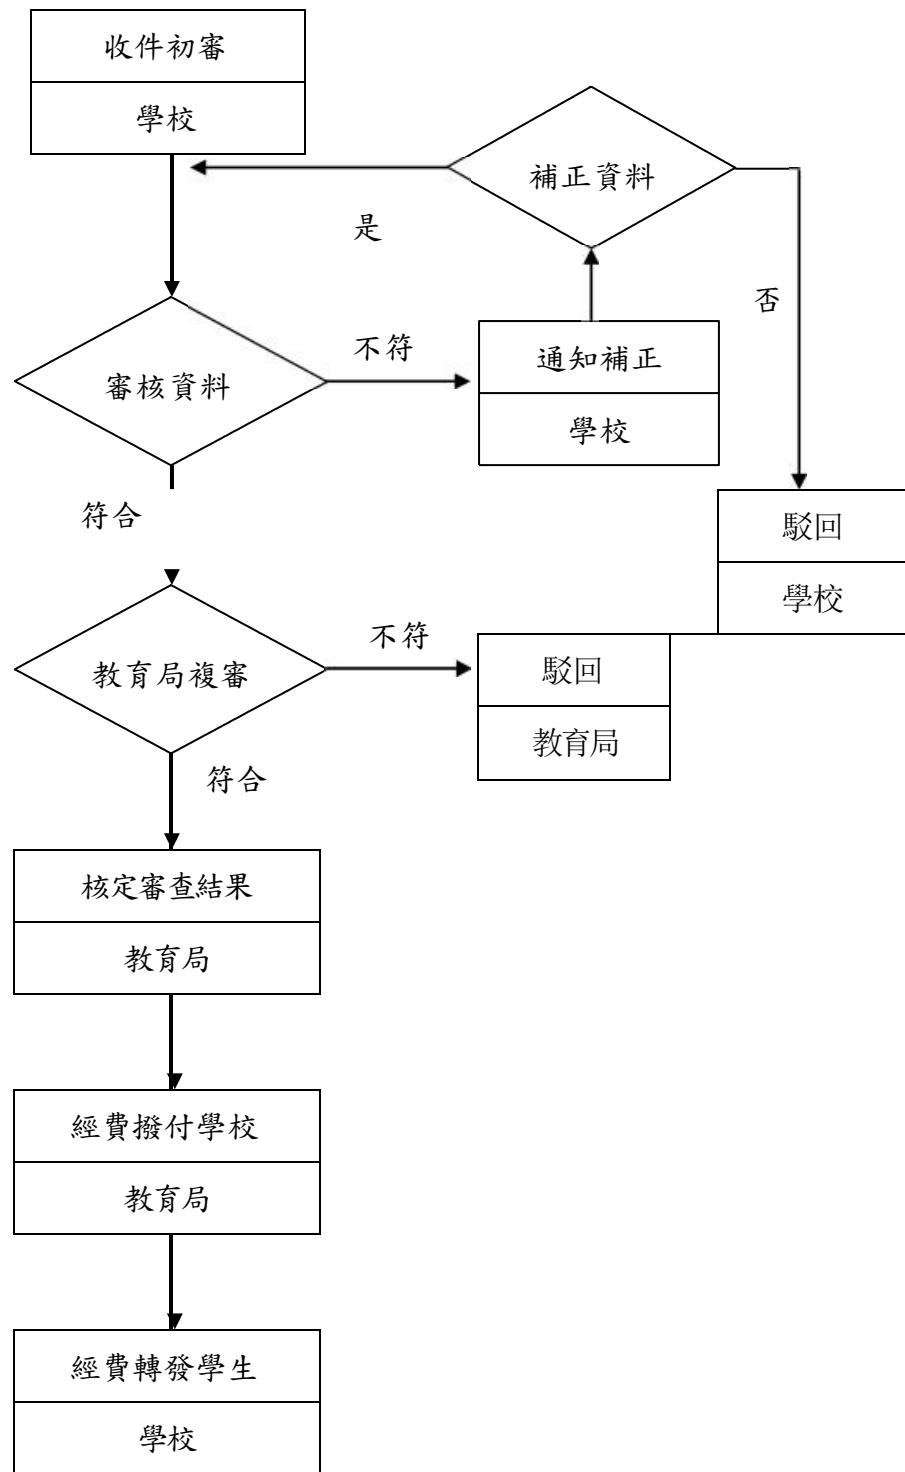 收件初審
學校
補正資料
是
否
不符
通知補正
學校
審核資料
符合
駁回
學校
不符
教育局複審
駁回
教育局
符合
核定審查結果
教育局
經費撥付學校
教育局
經費轉發學生
學校